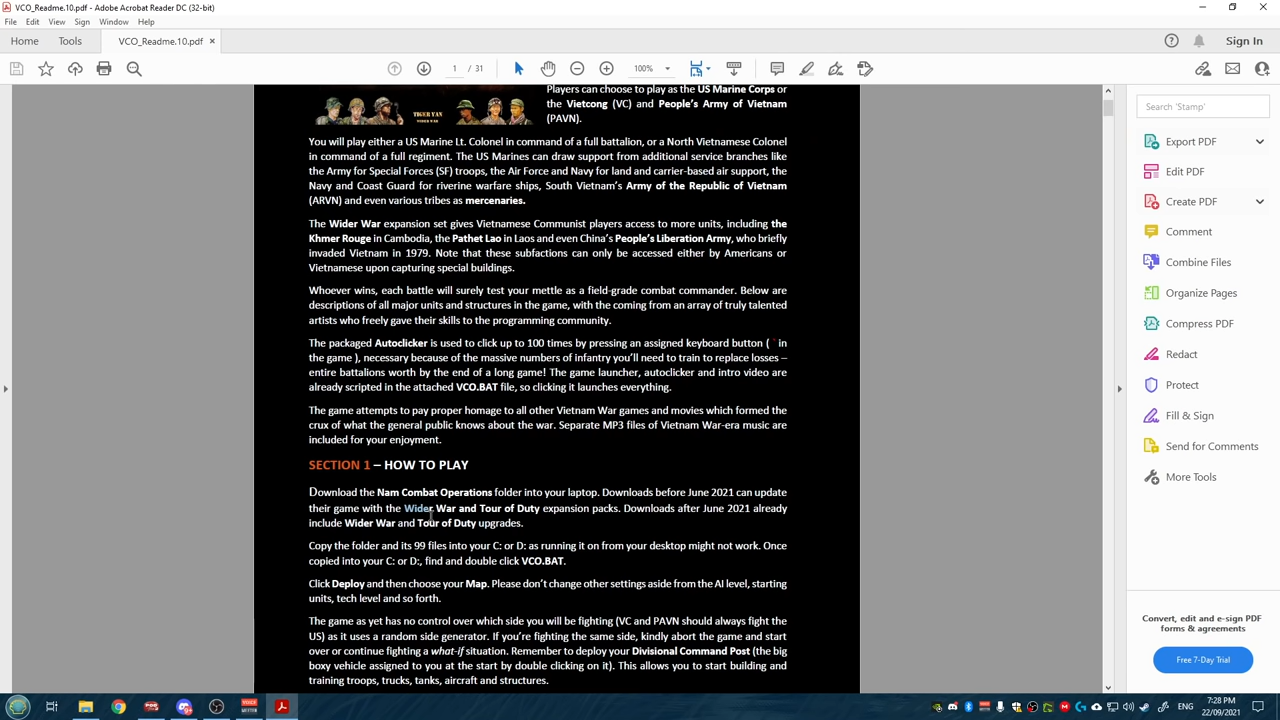 VCO_Readme.10.pdf - Adobe Acrobat Reader DC (32-bit)
File Edit View Sign Window Help
Home Tools VCO_Readme.10.pdf × Sign In
1 / 31 100%
Players can choose to play as the US Marine Corps or
the Vietcong (VC) and People's Army of Vietnam
(PAVN).
TIGER YAN
WIDER WAR
You will play either a US Marine Lt. Colonel in command of a full battalion, or a North Vietnamese Colonel
in command of a full regiment. The US Marines can draw support from additional service branches like
the Army for Special Forces (SF) troops, the Air Force and Navy for land and carrier-based air support, the
Navy and Coast Guard for riverine warfare ships, South Vietnam's Army of the Republic of Vietnam
(ARVN) and even various tribes as mercenaries.
The Wider War expansion set gives Vietnamese Communist players access to more units, including the
Khmer Rouge in Cambodia, the Pathet Lao in Laos and even China's People's Liberation Army, who briefly
invaded Vietnam in 1979. Note that these subfactions can only be accessed either by Americans or
Vietnamese upon capturing special buildings.
Whoever wins, each battle will surely test your mettle as a field-grade combat commander. Below are
descriptions of all major units and structures in the game, with the coming from an array of truly talented
artists who freely gave their skills to the programming community.
The packaged Autoclicker is used to click up to 100 times by pressing an assigned keyboard button ( ` in
the game ), necessary because of the massive numbers of infantry you'll need to train to replace losses –
entire battalions worth by the end of a long game! The game launcher, autoclicker and intro video are
already scripted in the attached VCO.BAT file, so clicking it launches everything.
The game attempts to pay proper homage to all other Vietnam War games and movies which formed the
crux of what the general public knows about the war. Separate MP3 files of Vietnam War-era music are
included for your enjoyment.
SECTION 1 – HOW TO PLAY
Download the Nam Combat Operations folder into your laptop. Downloads before June 2021 can update
their game with the Wider War and Tour of Duty expansion packs. Downloads after June 2021 already
include Wider War and Tour of Duty upgrades.
Copy the folder and its 99 files into your C: or D: as running it on from your desktop might not work. Once
copied into your C: or D:, find and double click VCO.BAT.
Click Deploy and then choose your Map. Please don't change other settings aside from the AI level, starting
units, tech level and so forth.
The game as yet has no control over which side you will be fighting (VC and PAVN should always fight the
US) as it uses a random side generator. If you're fighting the same side, kindly abort the game and start
over or continue fighting a what-if situation. Remember to deploy your Divisional Command Post (the big
boxy vehicle assigned to you at the start by double clicking on it). This allows you to start building and
training troops, trucks, tanks, aircraft and structures.
Search 'Stamp'
Export PDF
Edit PDF
Create PDF
Comment
Combine Files
Organize Pages
Compress PDF
Redact
Protect
Fill & Sign
Send for Comments
More Tools
Convert, edit and e-sign PDF
forms & agreements
Free 7-Day Trial
ENG
7:28 PM
22/09/2021